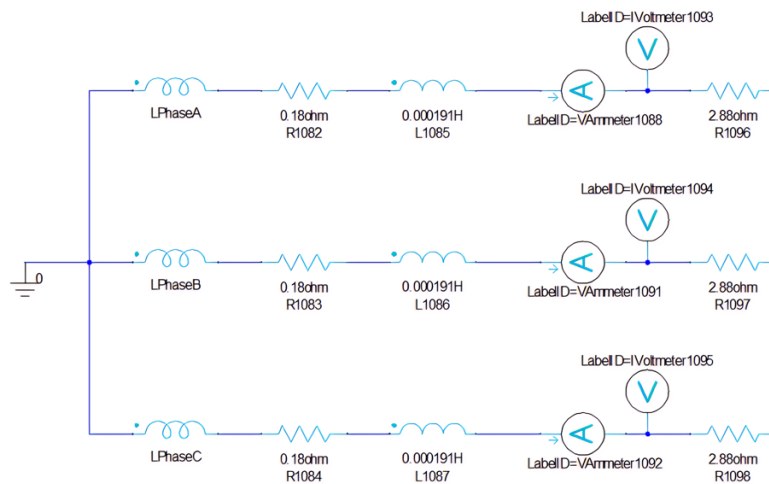 LabelID=IVoltmeter1093
LPhaseA
0.18ohm
R1082
0.000191H
L1085
A
LabelID=VAmmeter1088
V
2.88ohm
R1096
LabelID=IVoltmeter1094
0
LPhaseB
0.18ohm
R1083
0.000191H
L1086
A
LabelID=VAmmeter1091
V
2.88ohm
R1097
LabelID=IVoltmeter1095
LPhaseC
0.18ohm
R1084
0.000191H
L1087
A
LabelID=VAmmeter1092
V
2.88ohm
R1098